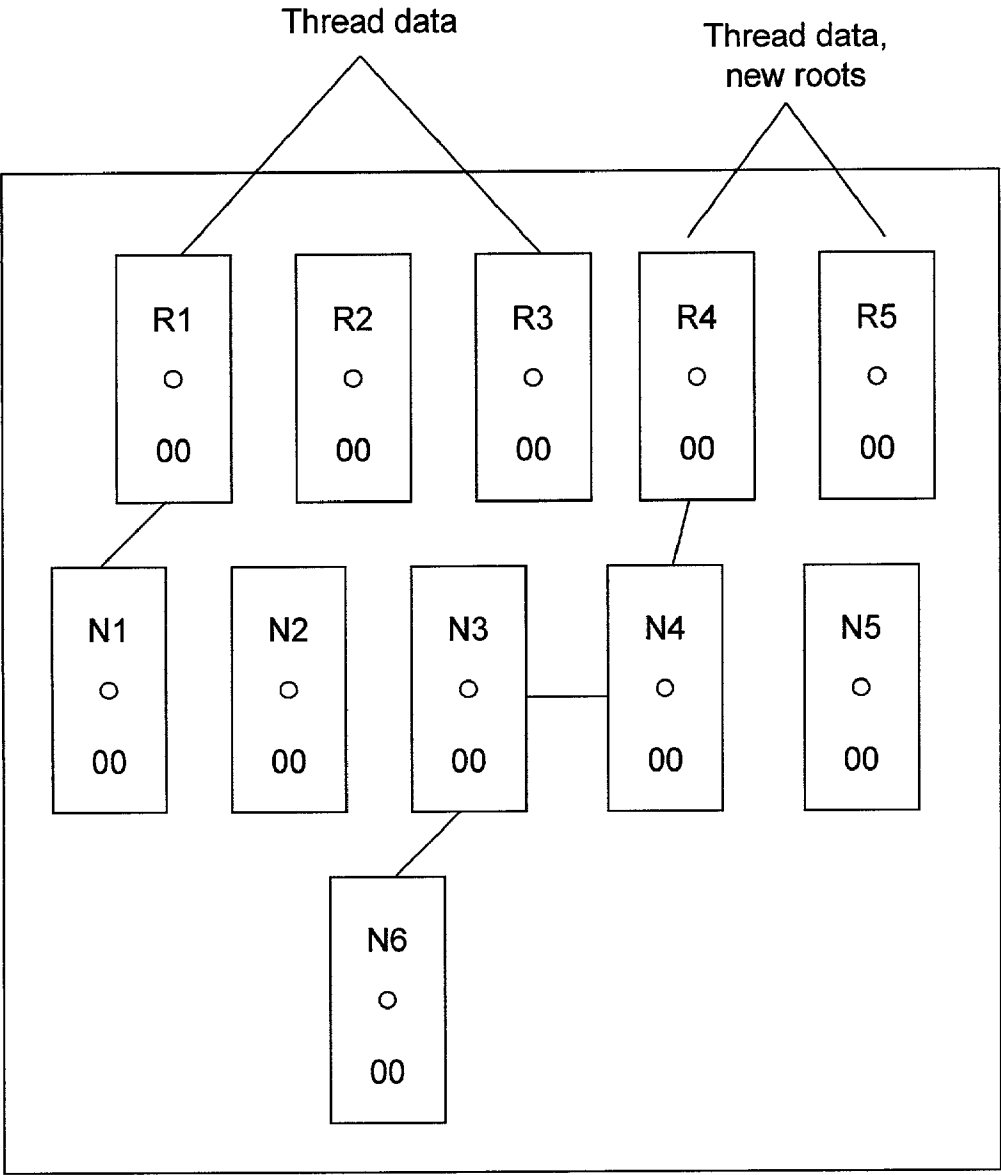 Thread data
Thread data,
new roots
R1 R2 R3 R4 R5
00 00 00 00 00
N1 N2 N3 N4 N5
00 00 00 00 00
N6
00